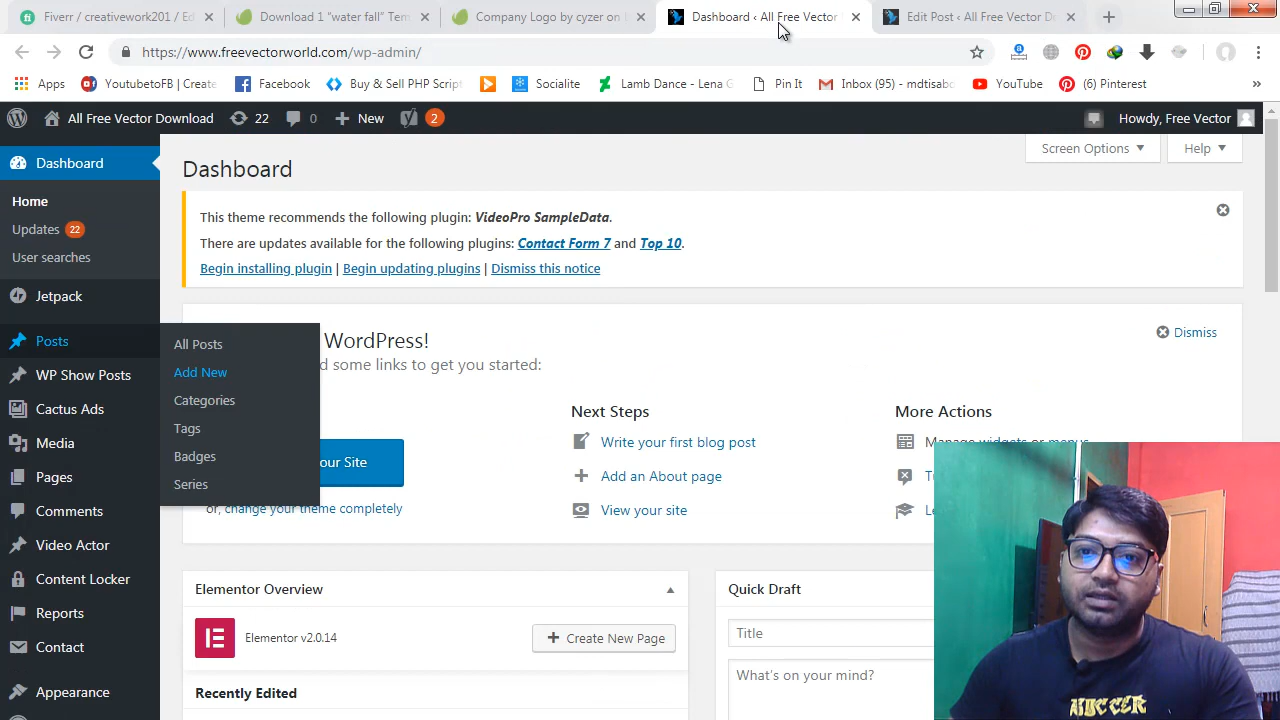 Fiverr / creativework201 / Ed
Download 1 "water fall" Tem
Company Logo by cyzer on E
Dashboard ‹ All Free Vector
Edit Post ‹ All Free Vector Do
https://www.freevectorworld.com/wp-admin/
Apps
YoutubetoFB | Create
Facebook
Buy & Sell PHP Script
Socialite
Lamb Dance - Lena G
Pin It
Inbox (95) - mdtisab
YouTube
(6) Pinterest
»
All Free Vector Download
22
0
New
2
Howdy, Free Vector
Dashboard
Home
Updates 22
User searches
Jetpack
Posts
WP Show Posts
Cactus Ads
Media
Pages
Comments
Video Actor
Content Locker
Reports
Contact
Appearance
All Posts
Add New
Categories
Tags
Badges
Series
Screen Options
Help
Dashboard
This theme recommends the following plugin: VideoPro SampleData.
There are updates available for the following plugins: Contact Form 7 and Top 10.
Begin installing plugin | Begin updating plugins | Dismiss this notice
WordPress!
Dismiss
d some links to get you started:
our Site
or, change your theme completely
Next Steps
Write your first blog post
Add an About page
View your site
More Actions
Manage widgets or menus
Elementor Overview
Elementor v2.0.14
Create New Page
Recently Edited
Quick Draft
Title
What's on your mind?